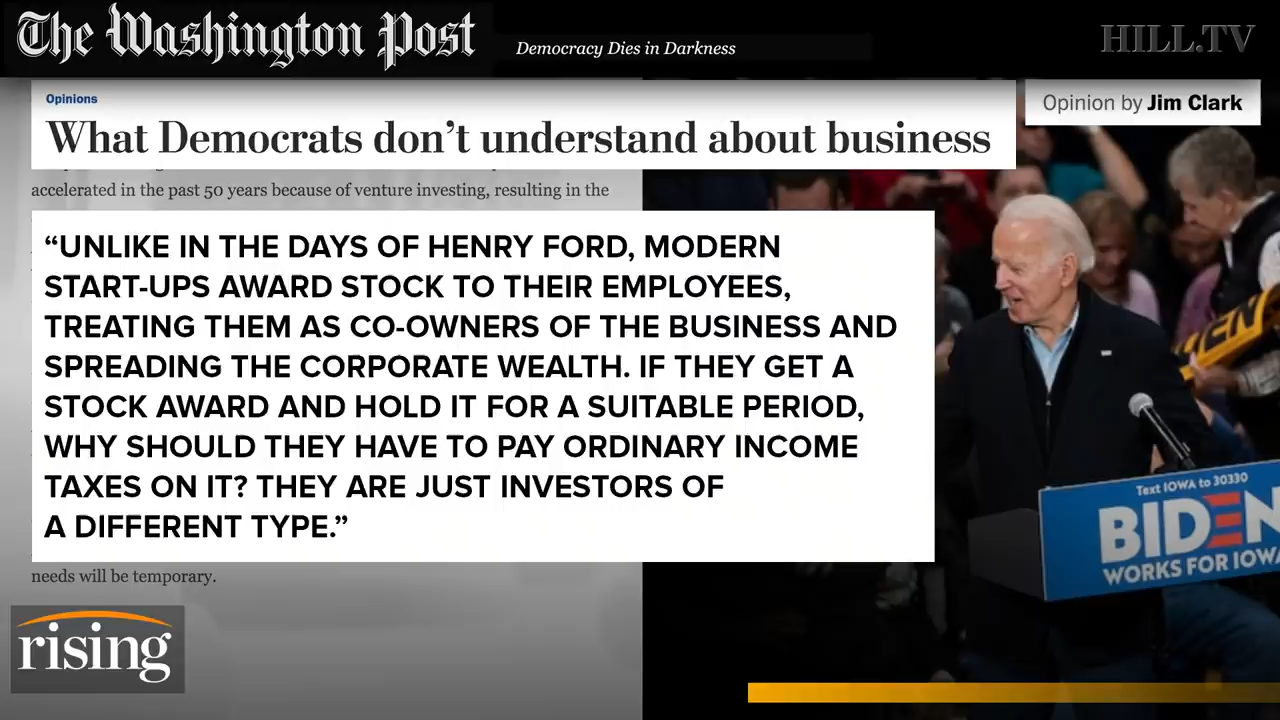 The Washington Post
Democracy Dies in Darkness
HILL.TV
Opinions
What Democrats don't understand about business
Opinion by Jim Clark
accelerated in the past 50 years because of venture investing, resulting in the
“UNLIKE IN THE DAYS OF HENRY FORD, MODERN
START-UPS AWARD STOCK TO THEIR EMPLOYEES,
TREATING THEM AS CO-OWNERS OF THE BUSINESS AND
SPREADING THE CORPORATE WEALTH. IF THEY GET A
STOCK AWARD AND HOLD IT FOR A SUITABLE PERIOD,
WHY SHOULD THEY HAVE TO PAY ORDINARY INCOME
TAXES ON IT? THEY ARE JUST INVESTORS OF
A DIFFERENT TYPE.”
needs will be temporary.
Text IOWA to 30330
BIDEN
WORKS FOR IOWA
rising